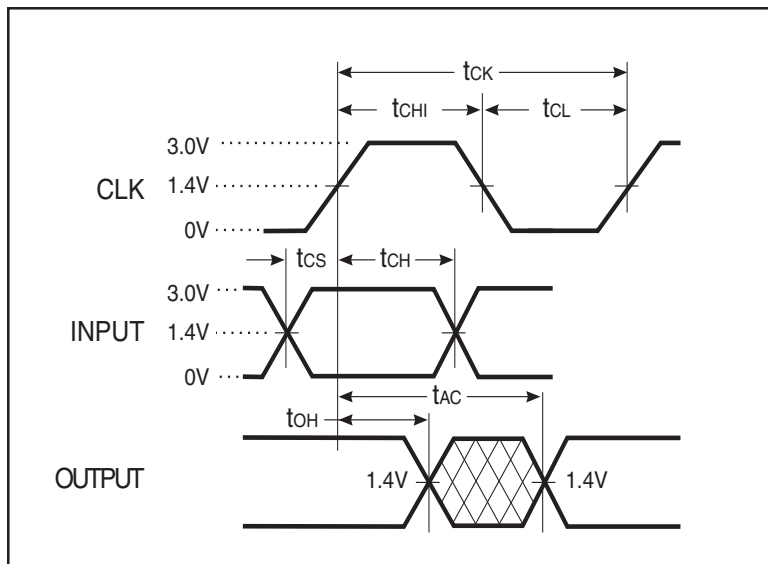 tCK
tCHI
tCL
3.0V
CLK
1.4V
0V
tCS
tCH
3.0V
INPUT
1.4V
0V
tAC
tOH
OUTPUT
1.4V
1.4V